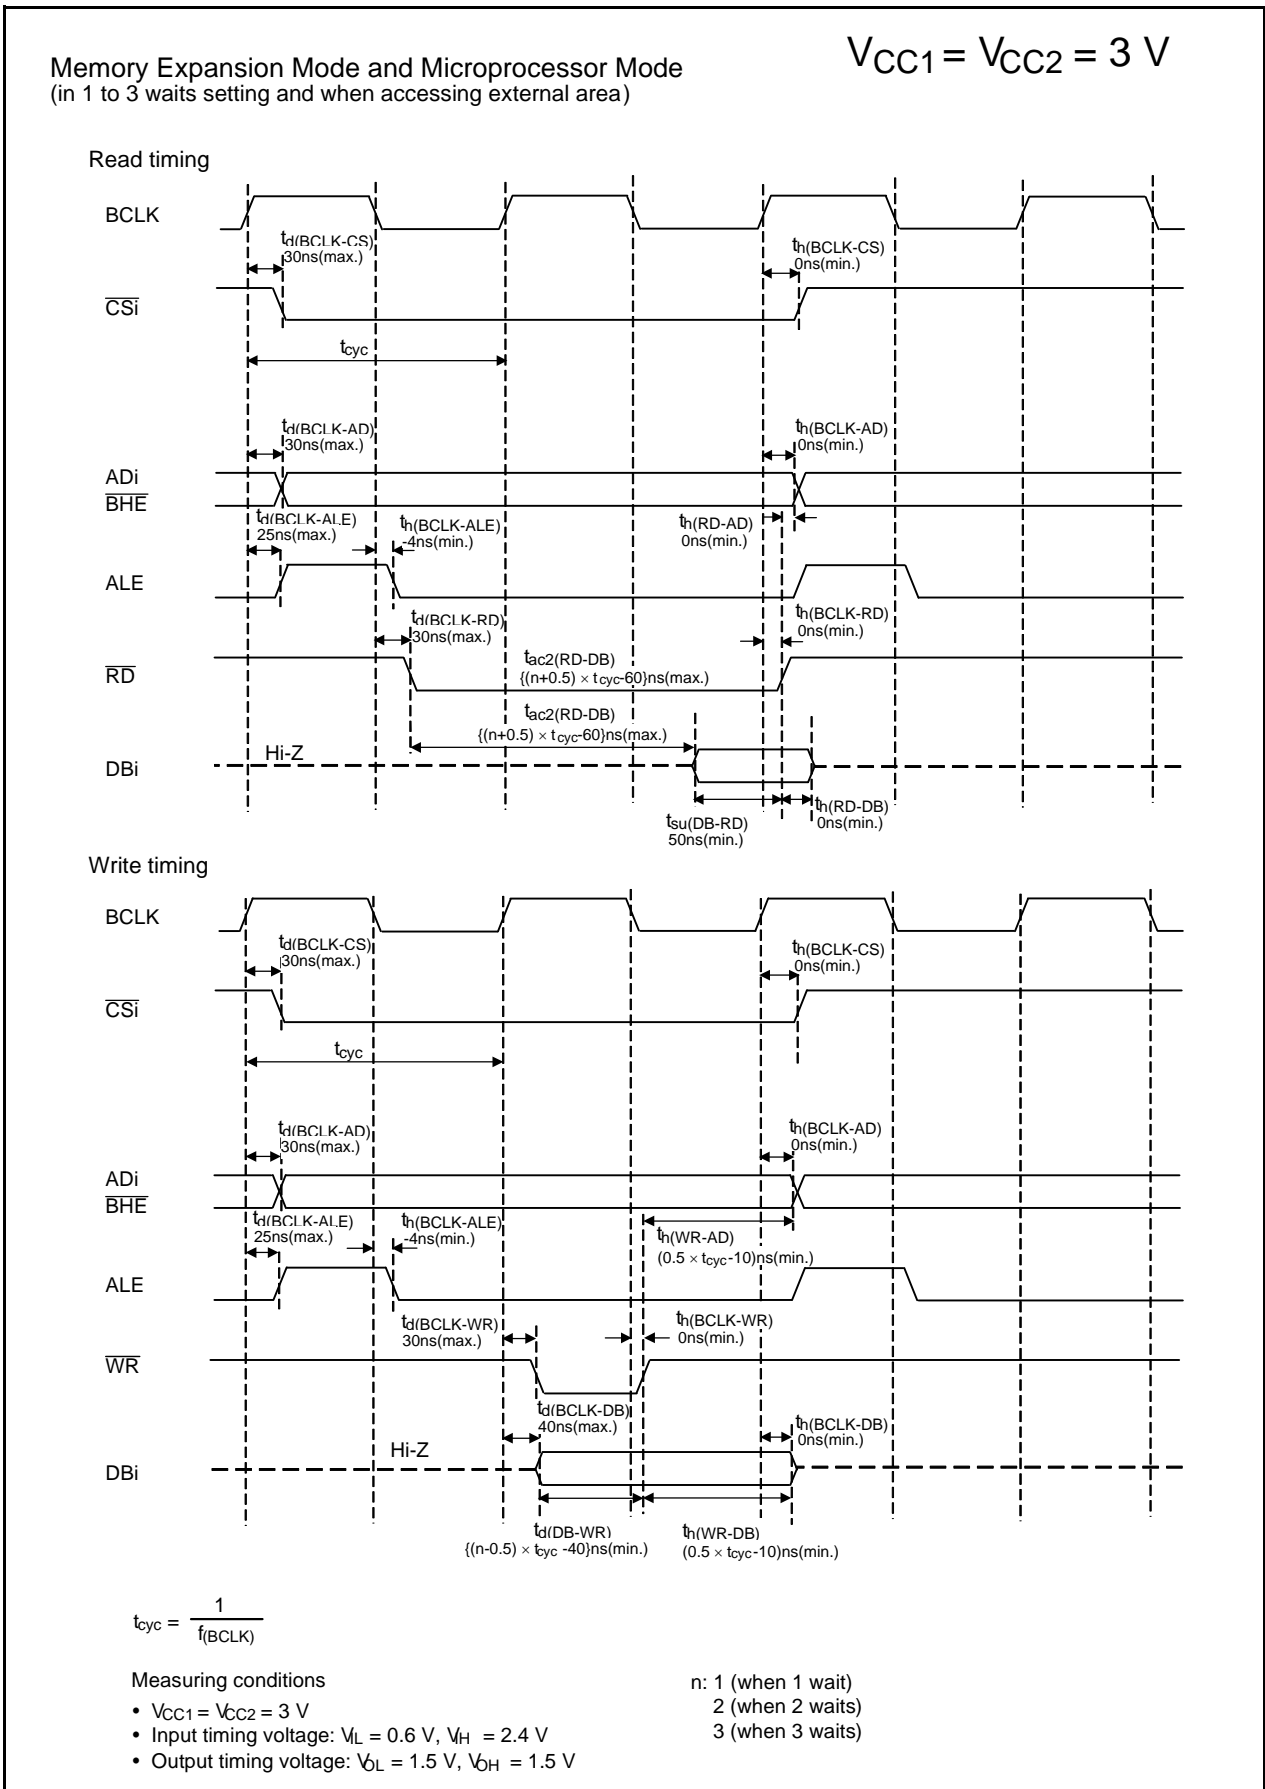 VCC1 = VCC2 = 3 V
Memory Expansion Mode and Microprocessor Mode
(in 1 to 3 waits setting and when accessing external area)
Read timing
BCLK
td(BCLK-CS)
30ns(max.)
th(BCLK-CS)
0ns(min.)
CSi
tcyc
td(BCLK-AD)
30ns(max.)
th(BCLK-AD)
0ns(min.)
ADi
BHE
td(BCLK-ALE)
25ns(max.)
th(BCLK-ALE)
-4ns(min.)
th(RD-AD)
0ns(min.)
ALE
td(BCLK-RD)
30ns(max.)
th(BCLK-RD)
0ns(min.)
RD
tac2(RD-DB)
{(n+0.5) × tcyc-60}ns(max.)
tac2(RD-DB)
{(n+0.5) × tcyc-60}ns(max.)
Hi-Z
DBi
tsu(DB-RD)
50ns(min.)
th(RD-DB)
0ns(min.)
Write timing
BCLK
td(BCLK-CS)
30ns(max.)
th(BCLK-CS)
0ns(min.)
CSi
tcyc
td(BCLK-AD)
30ns(max.)
th(BCLK-AD)
0ns(min.)
ADi
BHE
td(BCLK-ALE)
25ns(max.)
th(BCLK-ALE)
-4ns(min.)
th(WR-AD)
(0.5 × tcyc-10)ns(min.)
ALE
td(BCLK-WR)
30ns(max.)
th(BCLK-WR)
0ns(min.)
WR
td(BCLK-DB)
40ns(max.)
th(BCLK-DB)
0ns(min.)
Hi-Z
DBi
td(DB-WR)
{(n-0.5) × tcyc -40}ns(min.)
th(WR-DB)
(0.5 × tcyc-10)ns(min.)
tcyc = 1
f(BCLK)
Measuring conditions
• VCC1 = VCC2 = 3 V
• Input timing voltage: VIL = 0.6 V, VIH = 2.4 V
• Output timing voltage: VOL = 1.5 V, VOH = 1.5 V
n: 1 (when 1 wait)
2 (when 2 waits)
3 (when 3 waits)